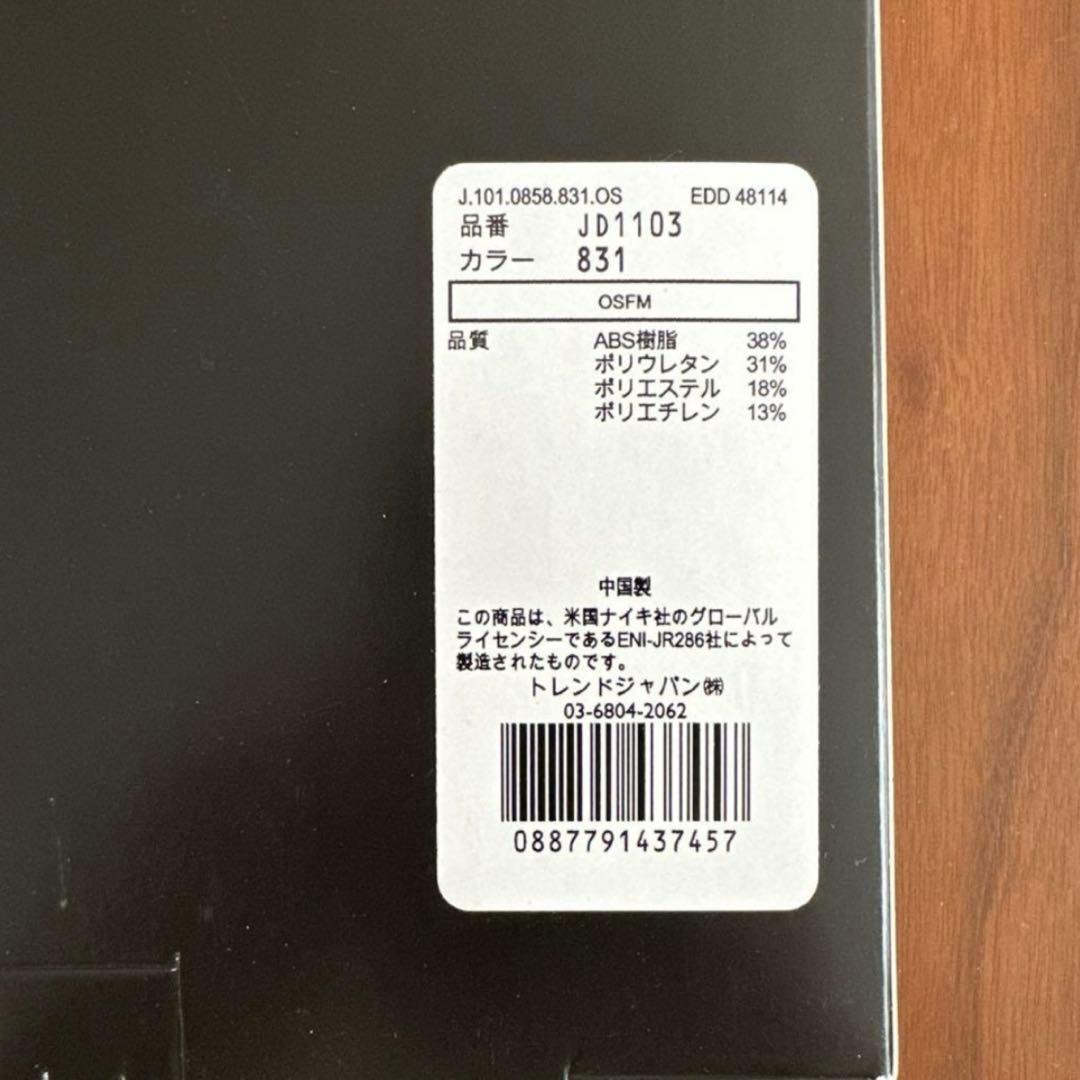 J.101.0858.831.OS EDD 48114
品番 JD1103
カラー 831
OSFM
品質 ABS樹脂 38%
ポリウレタン 31%
ポリエステル 18%
ポリエチレン 13%
中国製
この商品は、米国ナイキ社のグローバル
ライセンシーであるENI-JR286社によって
製造されたものです。
トレンドジャパン㈱
03-6804-2062
0887791437457